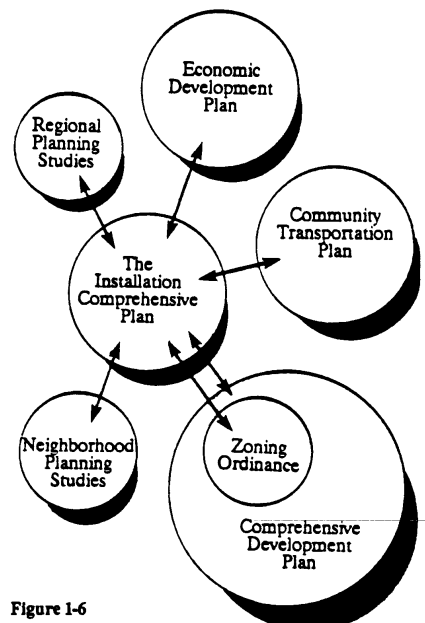 Economic
Development
Plan
Regional
Planning
Studies
Community
Transportation
Plan
The
Installation
Comprehensive
Plan
Neighborhood
Planning
Studies
Zoning
Ordinance
Comprehensive
Development
Plan
Figure 1-6